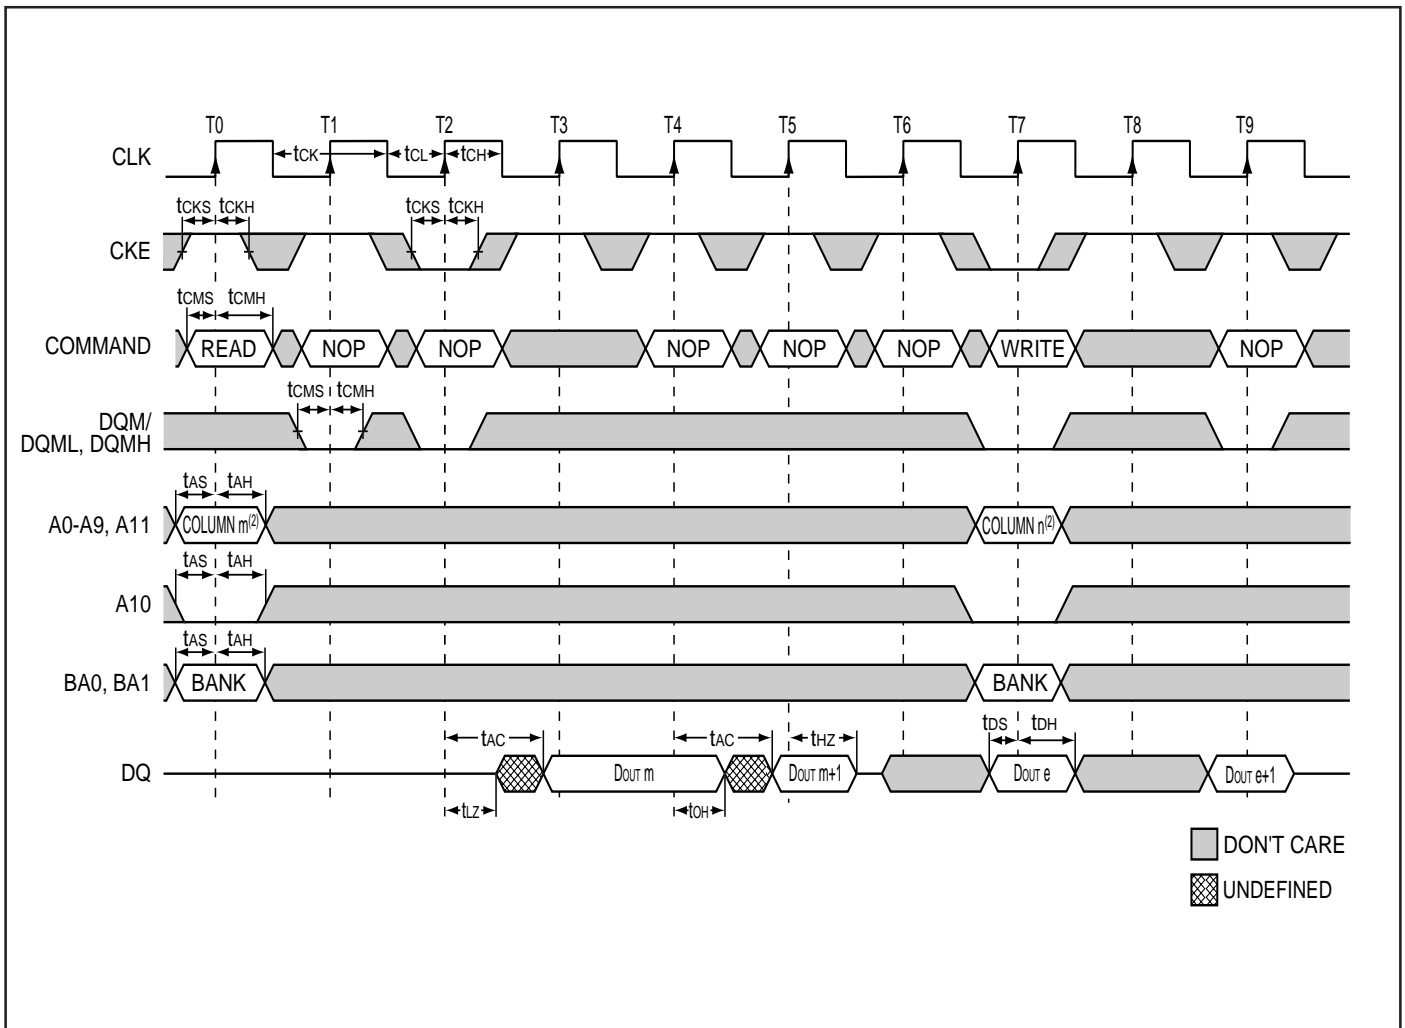 T0 T1 T2 T3 T4 T5 T6 T7 T8 T9
CLK tCK tCL tCH
tCKS tCKH tCKS tCKH
CKE
tCMS tCMH
COMMAND READ NOP NOP NOP NOP NOP WRITE NOP
tCMS tCMH
DQM/
DQML, DQMH
tAS tAH
A0-A9, A11 COLUMN m(2) COLUMN n(2)
tAS tAH
A10
tAS tAH
BA0, BA1 BANK BANK
tAC tAC tHZ tDS tDH
DQ DOUT m DOUT m+1 DOUT e DOUT e+1
tLZ tOH
DON'T CARE
UNDEFINED